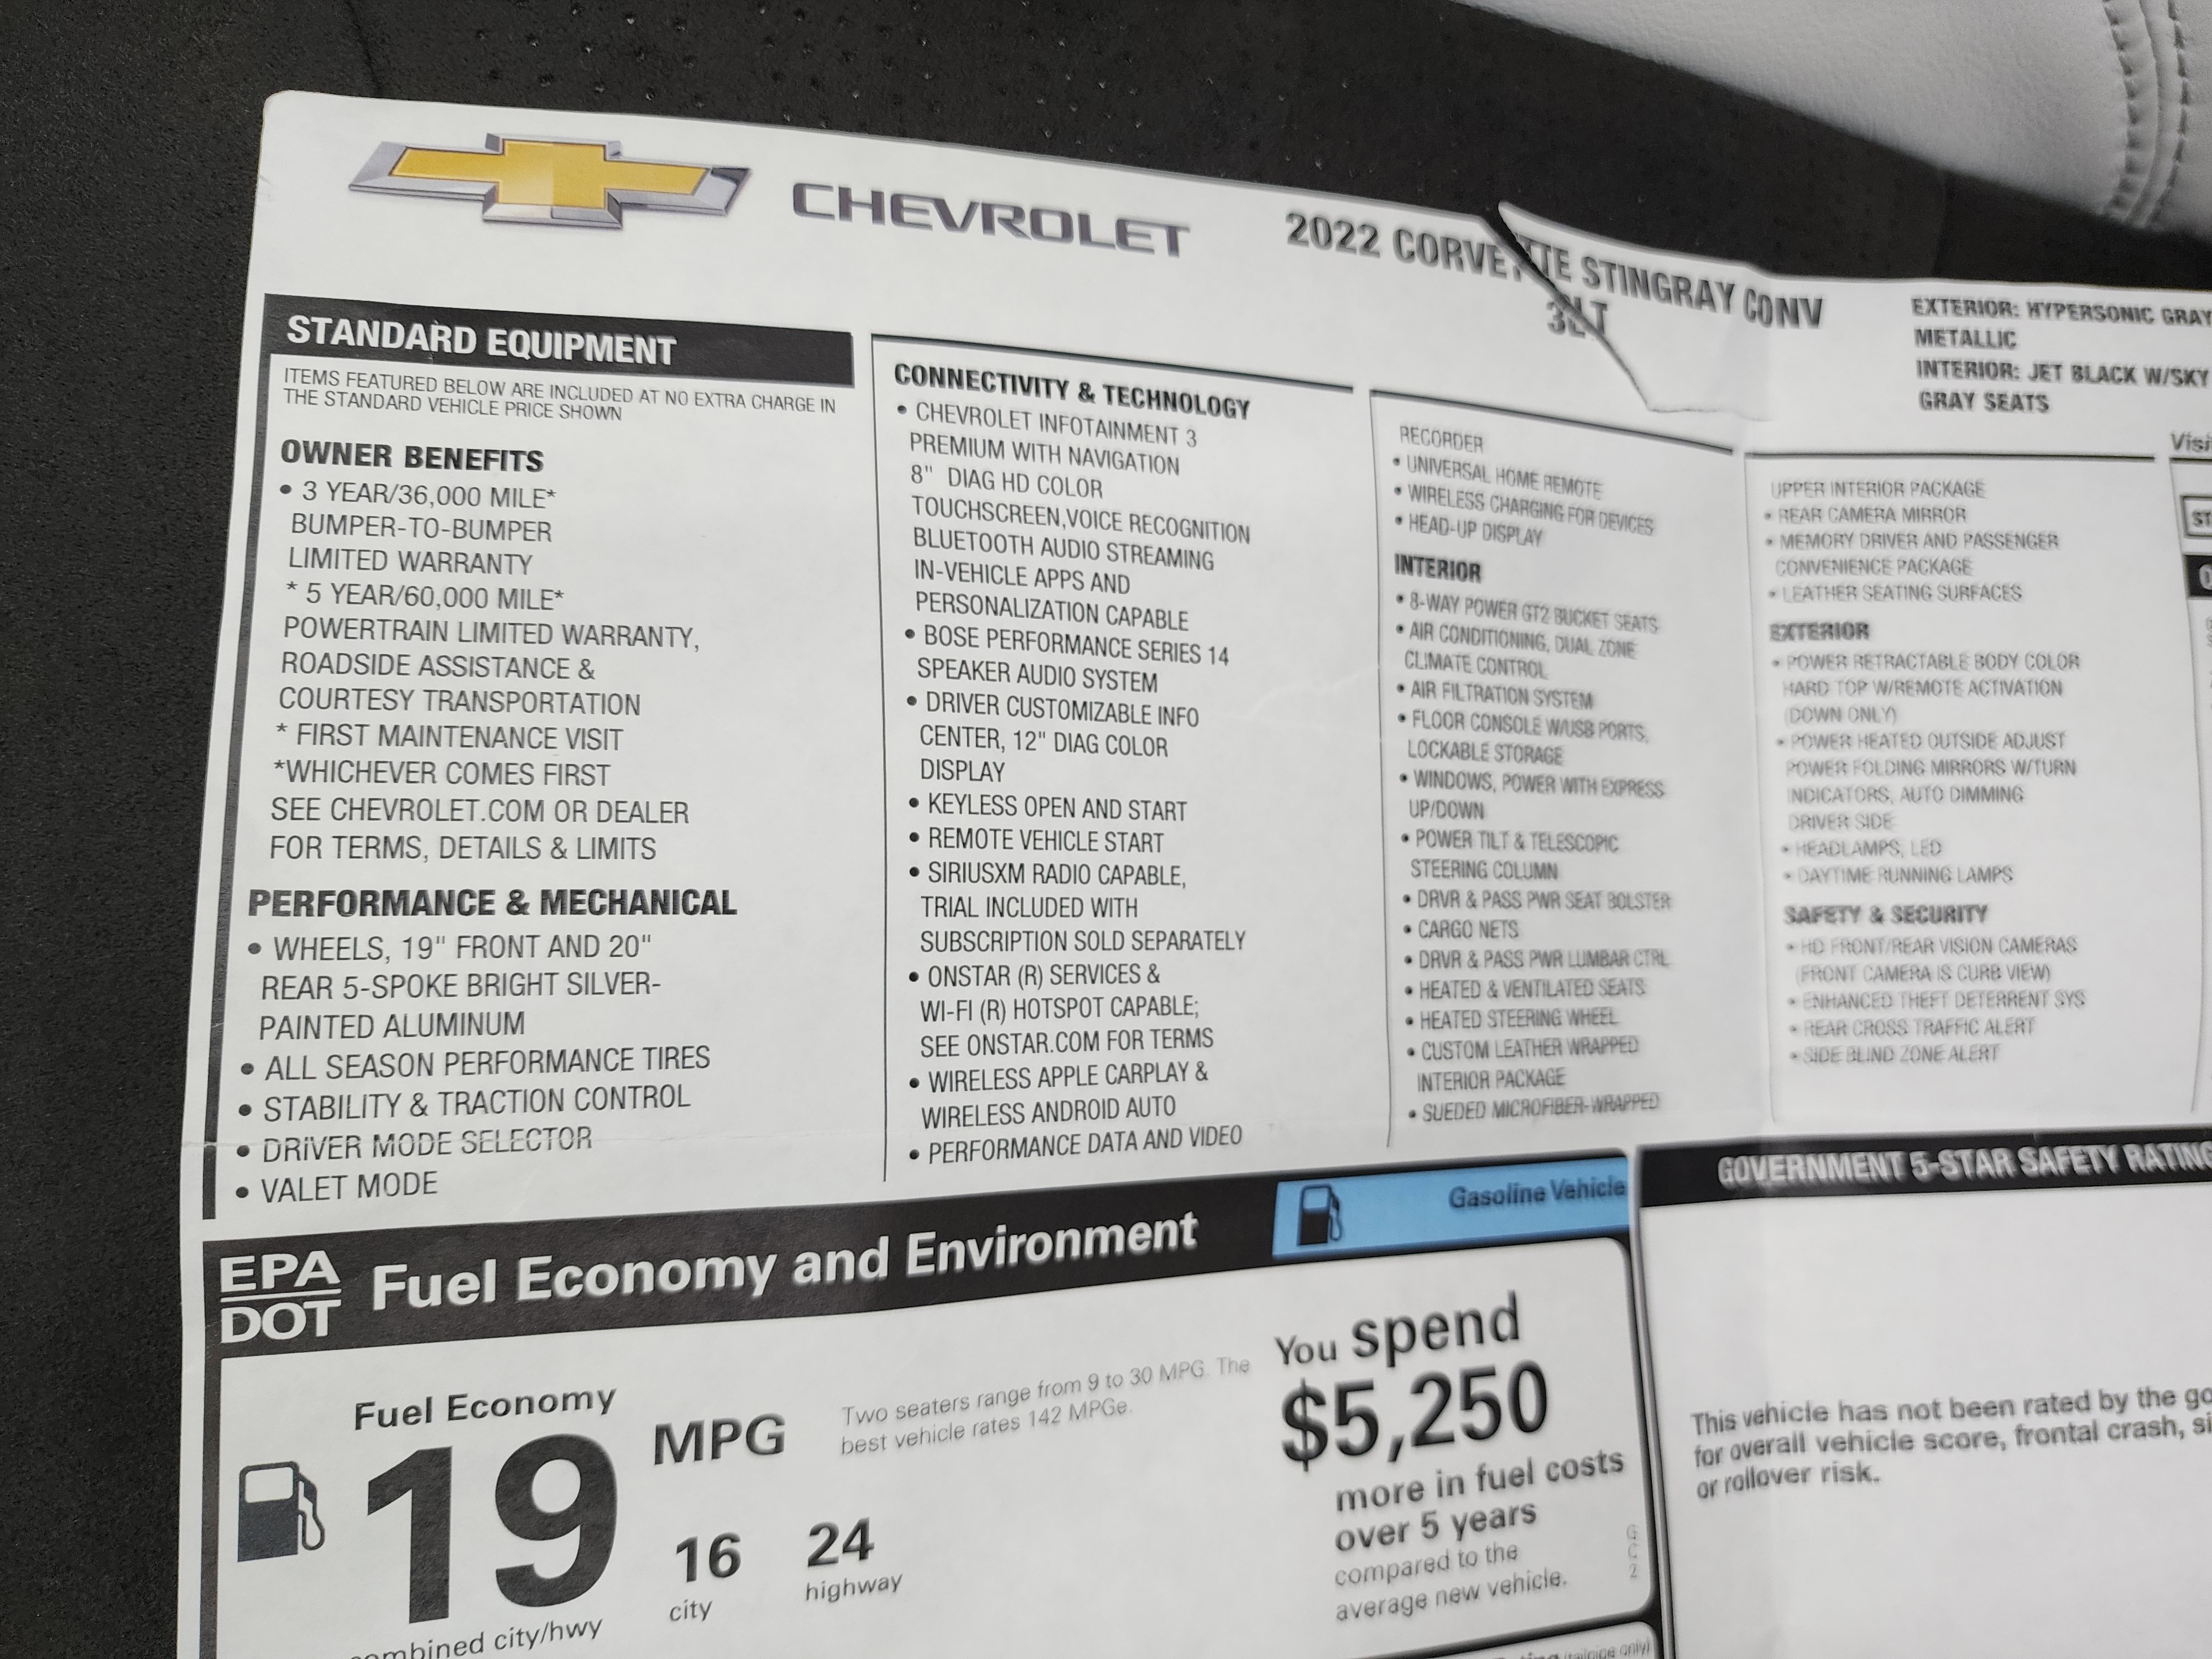 CHEVROLET
2022 CORVETTE STINGRAY CONV
3LT
EXTERIOR: HYPERSONIC GRAY
METALLIC
INTERIOR: JET BLACK W/SKY
GRAY SEATS
STANDARD EQUIPMENT
ITEMS FEATURED BELOW ARE INCLUDED AT NO EXTRA CHARGE IN
THE STANDARD VEHICLE PRICE SHOWN
OWNER BENEFITS
• 3 YEAR/36,000 MILE*
BUMPER-TO-BUMPER
LIMITED WARRANTY
* 5 YEAR/60,000 MILE*
POWERTRAIN LIMITED WARRANTY,
ROADSIDE ASSISTANCE &
COURTESY TRANSPORTATION
* FIRST MAINTENANCE VISIT
*WHICHEVER COMES FIRST
SEE CHEVROLET.COM OR DEALER
FOR TERMS, DETAILS & LIMITS
PERFORMANCE & MECHANICAL
• WHEELS, 19" FRONT AND 20"
REAR 5-SPOKE BRIGHT SILVER-
PAINTED ALUMINUM
• ALL SEASON PERFORMANCE TIRES
• STABILITY & TRACTION CONTROL
• DRIVER MODE SELECTOR
• VALET MODE
CONNECTIVITY & TECHNOLOGY
• CHEVROLET INFOTAINMENT 3
PREMIUM WITH NAVIGATION
8" DIAG HD COLOR
TOUCHSCREEN,VOICE RECOGNITION
BLUETOOTH AUDIO STREAMING
IN-VEHICLE APPS AND
PERSONALIZATION CAPABLE
• BOSE PERFORMANCE SERIES 14
SPEAKER AUDIO SYSTEM
• DRIVER CUSTOMIZABLE INFO
CENTER, 12" DIAG COLOR
DISPLAY
• KEYLESS OPEN AND START
• REMOTE VEHICLE START
• SIRIUSXM RADIO CAPABLE,
TRIAL INCLUDED WITH
SUBSCRIPTION SOLD SEPARATELY
• ONSTAR (R) SERVICES &
WI-FI (R) HOTSPOT CAPABLE;
SEE ONSTAR.COM FOR TERMS
• WIRELESS APPLE CARPLAY &
WIRELESS ANDROID AUTO
• PERFORMANCE DATA AND VIDEO
RECORDER
• UNIVERSAL HOME REMOTE
• WIRELESS CHARGING FOR DEVICES
• HEAD-UP DISPLAY
INTERIOR
• 8-WAY POWER GT2 BUCKET SEATS
• AIR CONDITIONING, DUAL ZONE
CLIMATE CONTROL
• AIR FILTRATION SYSTEM
• FLOOR CONSOLE W/USB PORTS,
LOCKABLE STORAGE
• WINDOWS, POWER WITH EXPRESS
UP/DOWN
• POWER TILT & TELESCOPIC
STEERING COLUMN
• DRVR & PASS PWR SEAT BOLSTER
• CARGO NETS
• DRVR & PASS PWR LUMBAR CTRL
• HEATED & VENTILATED SEATS
• HEATED STEERING WHEEL
• CUSTOM LEATHER WRAPPED
INTERIOR PACKAGE
• SUEDED MICROFIBER-WRAPPED
UPPER INTERIOR PACKAGE
• REAR CAMERA MIRROR
• MEMORY DRIVER AND PASSENGER
CONVENIENCE PACKAGE
• LEATHER SEATING SURFACES
EXTERIOR
• POWER RETRACTABLE BODY COLOR
HARD TOP W/REMOTE ACTIVATION
(DOWN ONLY)
• POWER HEATED OUTSIDE ADJUST
POWER FOLDING MIRRORS W/TURN
INDICATORS, AUTO DIMMING
DRIVER SIDE
• HEADLAMPS, LED
• DAYTIME RUNNING LAMPS
SAFETY & SECURITY
• HD FRONT/REAR VISION CAMERAS
(FRONT CAMERA IS CURB VIEW)
• ENHANCED THEFT DETERRENT SYS
• REAR CROSS TRAFFIC ALERT
• SIDE BLIND ZONE ALERT
Visi
ST
EPA
DOT
Fuel Economy and Environment
Gasoline Vehicle
Fuel Economy
19 MPG
combined city/hwy
16
city
24
highway
Two seaters range from 9 to 30 MPG. The
best vehicle rates 142 MPGe.
You spend
$5,250
more in fuel costs
over 5 years
compared to the
average new vehicle.
GC2
(tailpipe only)
GOVERNMENT 5-STAR SAFETY RATING
This vehicle has not been rated by the go
for overall vehicle score, frontal crash, si
or rollover risk.